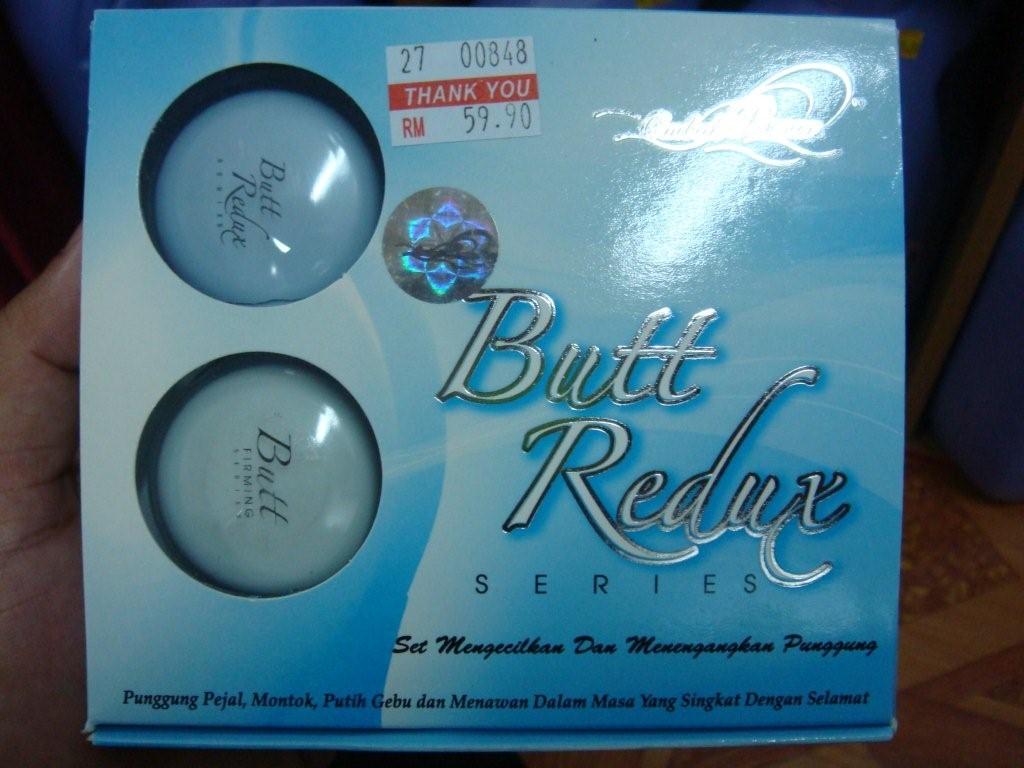 27 00848
THANK YOU
RM 59.90
Butt
Redux
SERIES
Butt
Redux
SERIES
Butt
FIRMING
SERIES
Set Mengecilkan Dan Menengangkan Punggung
Punggung Pejal, Montok, Putih Gebu dan Menawan Dalam Masa Yang Singkat Dengan Selamat